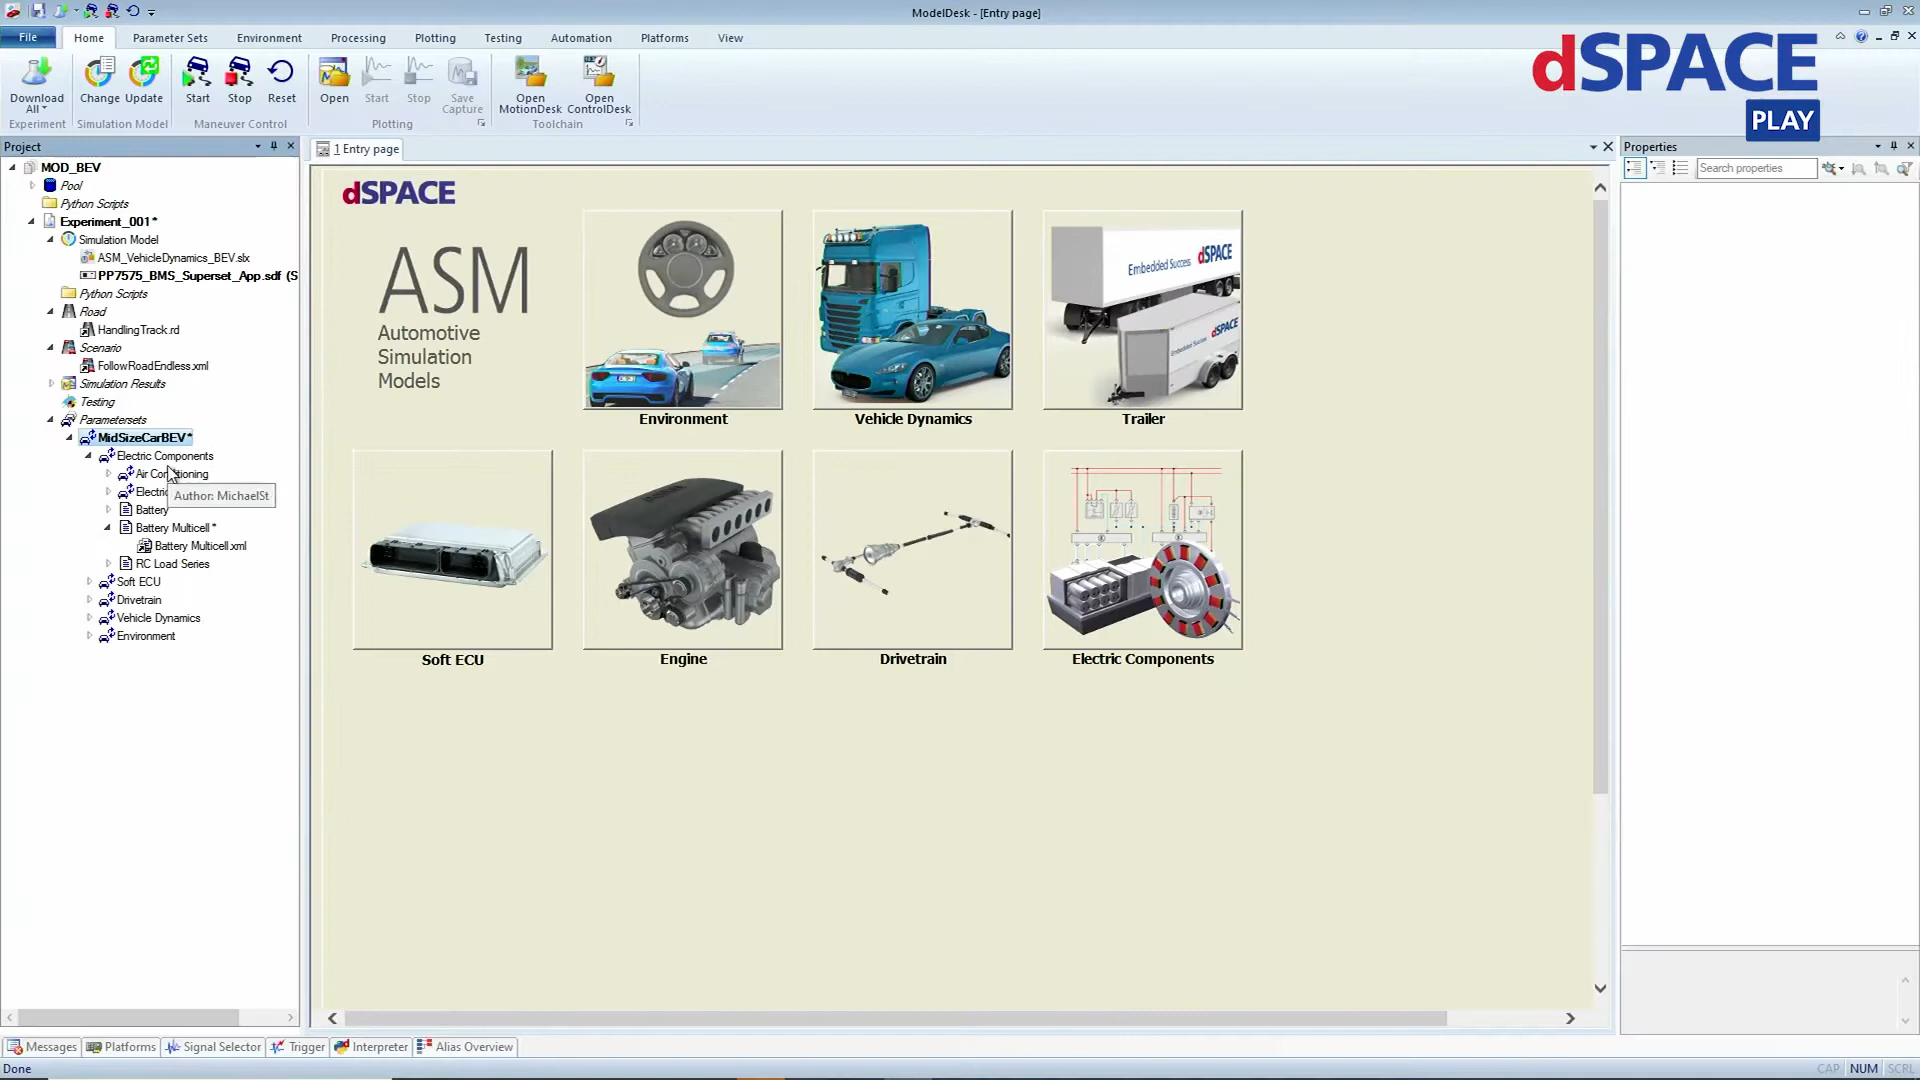 ModelDesk - [Entry page]
File
Home
Parameter Sets
Environment
Processing
Plotting
Testing
Automation
Platforms
View
dSPACE
PLAY
Download All
Change
Update
Start
Stop
Reset
Open
Start
Stop
Save Capture
Open MotionDesk
Open ControlDesk
Experiment
Simulation Model
Maneuver Control
Plotting
Toolchain
Project
MOD_BEV
Pool
Python Scripts
Experiment_001*
Simulation Model
ASM_VehicleDynamics_BEV.slx
PP7575_BMS_Superset_App.sdf (S
Python Scripts
Road
HandlingTrack.rd
Scenario
FollowRoadEndless.xml
Simulation Results
Testing
Parametersets
MidSizeCarBEV*
Electric Components
Air Conditioning
Electric
Author: MichaelSt
Battery
Battery Multicell *
Battery Multicell.xml
RC Load Series
Soft ECU
Drivetrain
Vehicle Dynamics
Environment
1 Entry page
dSPACE
ASM
Automotive
Simulation
Models
Environment
Vehicle Dynamics
Embedded Success dSPACE
Embedded Success dSPACE
Trailer
Soft ECU
Engine
Drivetrain
Electric Components
Properties
Search properties
Messages
Platforms
Signal Selector
Trigger
Interpreter
Alias Overview
Done
CAP NUM SCRL